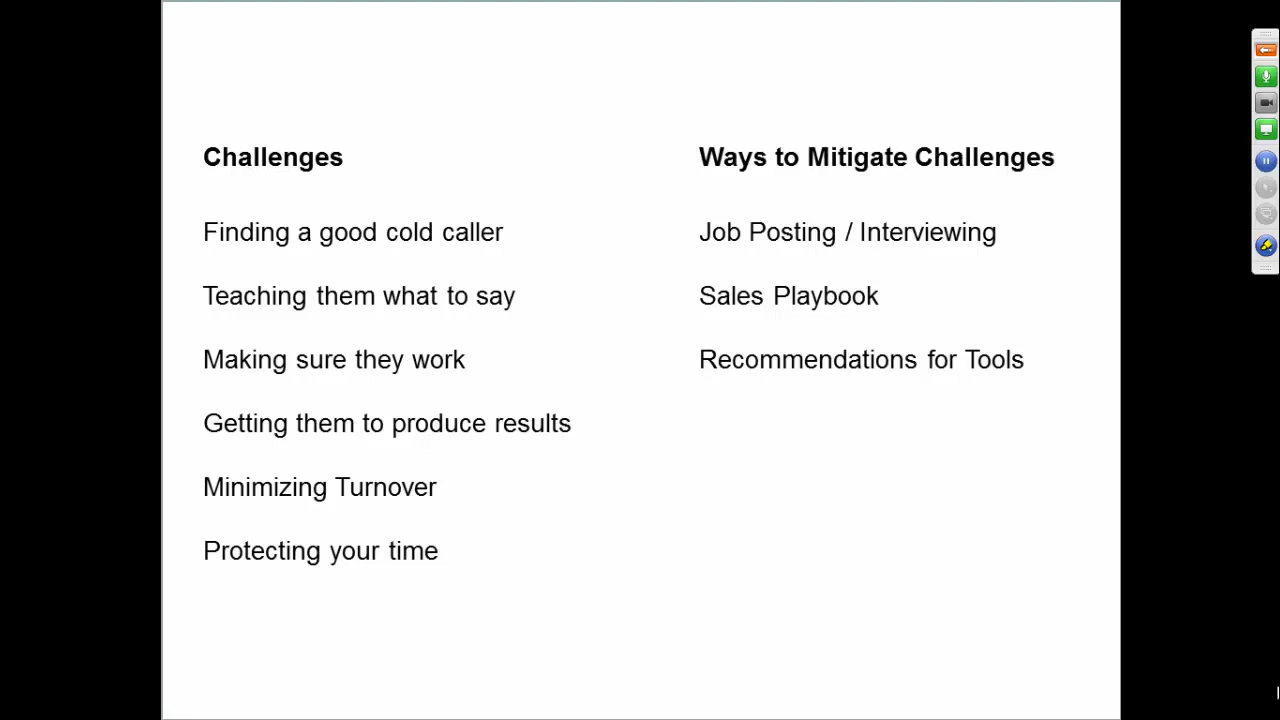 Challenges
Finding a good cold caller
Teaching them what to say
Making sure they work
Getting them to produce results
Minimizing Turnover
Protecting your time
Ways to Mitigate Challenges
Job Posting / Interviewing
Sales Playbook
Recommendations for Tools